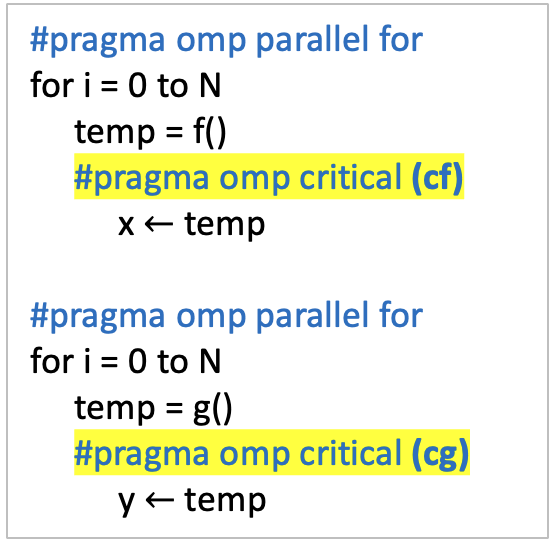 #pragma omp parallel for
for i = 0 to N
temp = f()
#pragma omp critical (cf)
x ← temp
#pragma omp parallel for
for i = 0 to N
temp = g()
#pragma omp critical (cg)
y ← temp